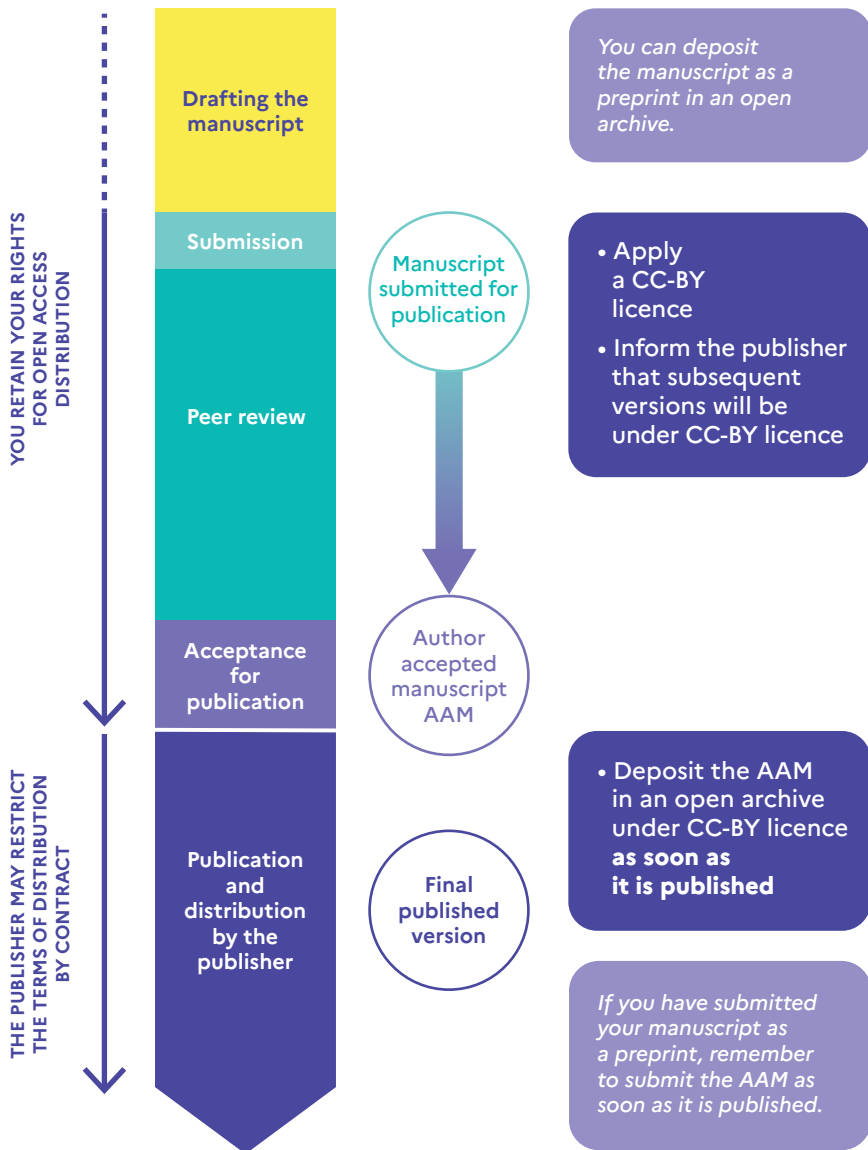 Drafting the
manuscript
You can deposit
the manuscript as a
preprint in an open
archive.
YOU RETAIN YOUR RIGHTS
FOR OPEN ACCESS
DISTRIBUTION
Submission
Peer review
Manuscript
submitted for
publication
• Apply
a CC-BY
licence
• Inform the publisher
that subsequent
versions will be
under CC-BY licence
Acceptance
for
publication
Author
accepted
manuscript
AAM
THE PUBLISHER MAY RESTRICT
THE TERMS OF DISTRIBUTION
BY CONTRACT
Publication
and
distribution
by the
publisher
Final
published
version
• Deposit the AAM
in an open archive
under CC-BY licence
as soon as
it is published
If you have submitted
your manuscript as
a preprint, remember
to submit the AAM as
soon as it is published.